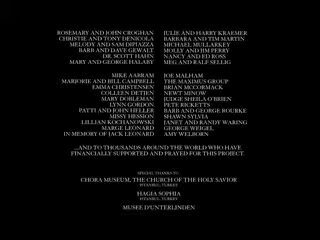 ROSEMARY AND JOHN CROGHAN JULIE AND HARRY KRAEMER
CHRISTIE AND TONY DENICOLA BARBARA AND TIM MARTIN
MELODY AND SAM DIPIAZZA MICHAEL MULLARKEY
BARB AND DAVE GEWALT MOLLY AND JIM PERRY
DR. SCOTT HAHN NANCY AND ED ROSS
MARY AND GEORGE HALABY MEG AND RALF SELLIG
MIKE AABRAM JOE MALHAM
MARJORIE AND BILL CAMPBELL THE MAXIMUS GROUP
EMMA CHRISTENSEN BRIAN MCCORMACK
COLLEEN DETJEN NEWT MINOW
MARY DOBLEMAN JUDGE SHEILA O'BRIEN
LYNN GORDON PETE RICKETTS
PATTI AND JOHN HELLER BARB AND GEORGE ROURKE
MISSY HESSION SHAWN SYLVIA
LILLIAN KOCHANOWSKI JANET AND RANDY WARING
MARGE LEONARD GEORGE WEIGEL
IN MEMORY OF JACK LEONARD AMY WELBORN
...AND TO THOUSANDS AROUND THE WORLD WHO HAVE
FINANCIALLY SUPPORTED AND PRAYED FOR THIS PROJECT
SPECIAL THANKS TO
CHORA MUSEUM, THE CHURCH OF THE HOLY SAVIOR
ISTANBUL, TURKEY
HAGIA SOPHIA
ISTANBUL, TURKEY
MUSEE D'UNTERLINDEN